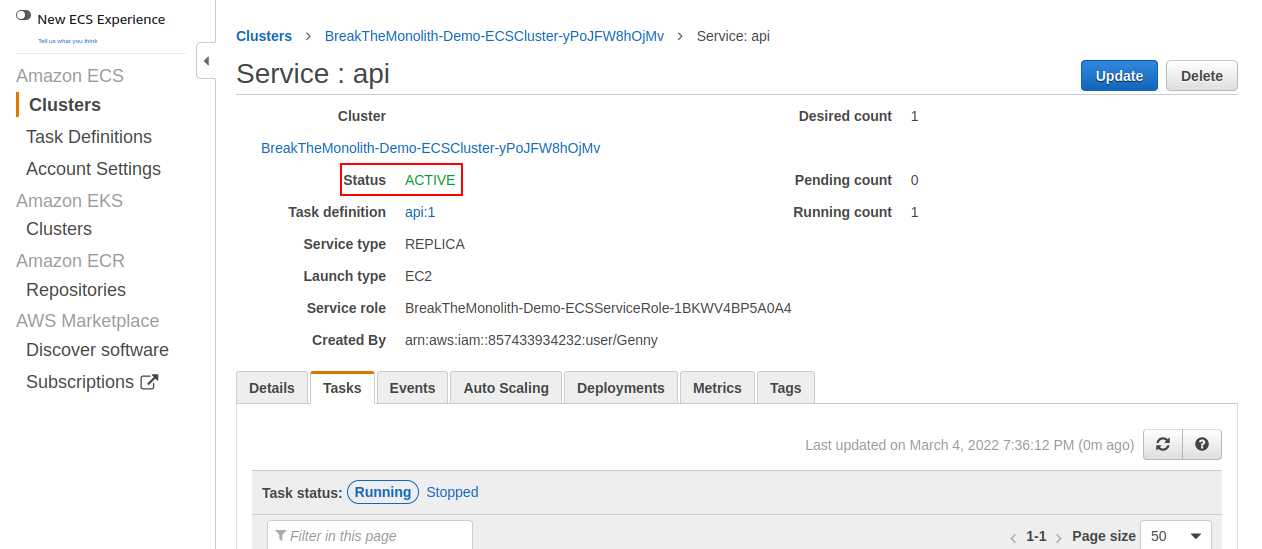 New ECS Experience
Tell us what you think
Amazon ECS
Clusters
Task Definitions
Account Settings
Amazon EKS
Clusters
Amazon ECR
Repositories
AWS Marketplace
Discover software
Subscriptions
Clusters > BreakTheMonolith-Demo-ECSCluster-yPoJFW8hOjMv > Service: api
Service : api
Update Delete
Cluster
BreakTheMonolith-Demo-ECSCluster-yPoJFW8hOjMv
Status ACTIVE
Task definition api:1
Service type REPLICA
Launch type EC2
Service role BreakTheMonolith-Demo-ECSServiceRole-1BKWV4BP5A0A4
Created By arn:aws:iam::857433934232:user/Genny
Desired count 1
Pending count 0
Running count 1
Details Tasks Events Auto Scaling Deployments Metrics Tags
Last updated on March 4, 2022 7:36:12 PM (0m ago)
Task status: Running Stopped
Filter in this page
< 1-1 > Page size 50